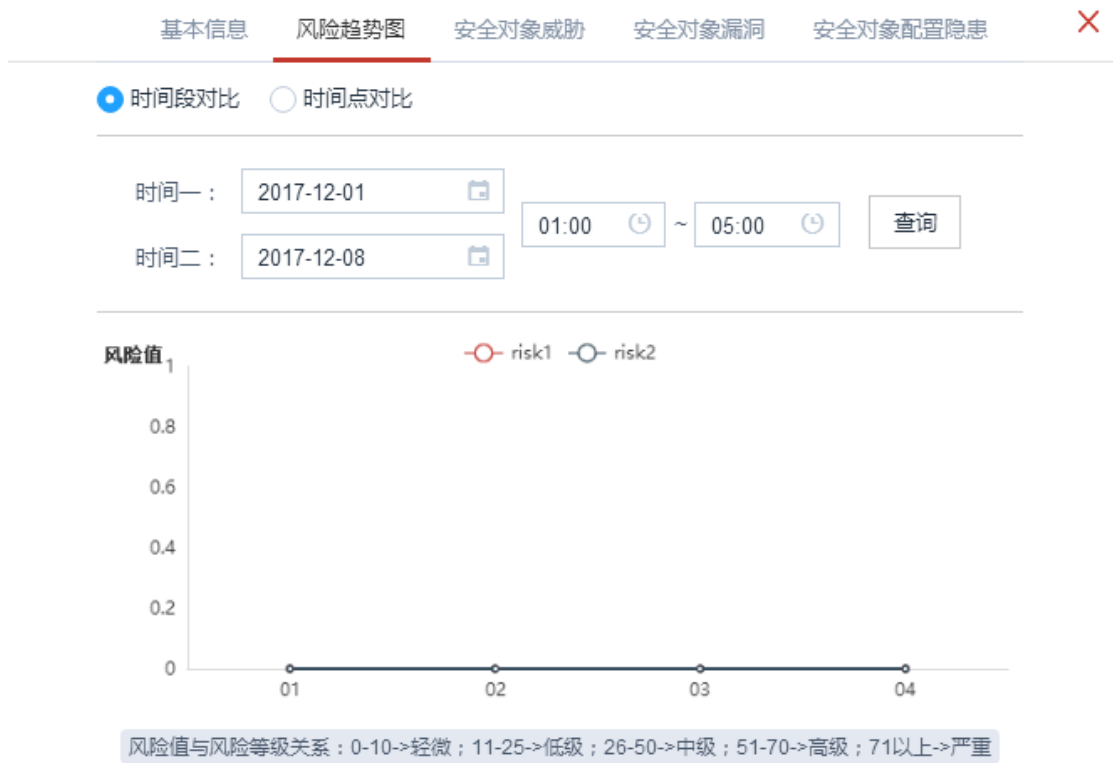 基本信息 风险趋势图 安全对象威胁 安全对象漏洞 安全对象配置隐患
时间段对比 时间点对比
时间一： 2017-12-01
01:00 ~ 05:00 查询
时间二： 2017-12-08
风险值 risk1 risk2
1
0.8
0.6
0.4
0.2
0
01 02 03 04
风险值与风险等级关系：0-10->轻微；11-25->低级；26-50->中级；51-70->高级；71以上->严重